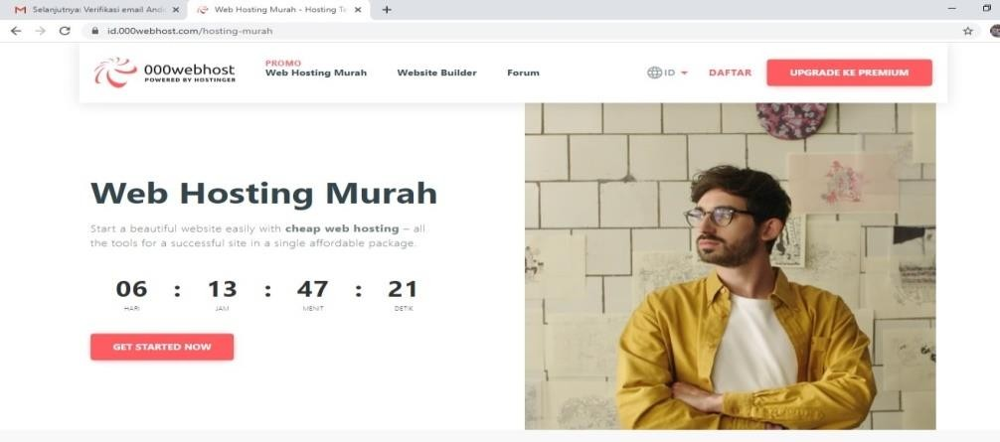 Selanjutnya: Verifikasi email Anda
Web Hosting Murah - Hosting Te
id.000webhost.com/hosting-murah
000webhost
POWERED BY HOSTINGER
PROMO
Web Hosting Murah
Website Builder
Forum
ID
DAFTAR
UPGRADE KE PREMIUM
Web Hosting Murah
Start a beautiful website easily with cheap web hosting – all
the tools for a successful site in a single affordable package.
06 : 13 : 47 : 21
HARI JAM MENIT DETIK
GET STARTED NOW